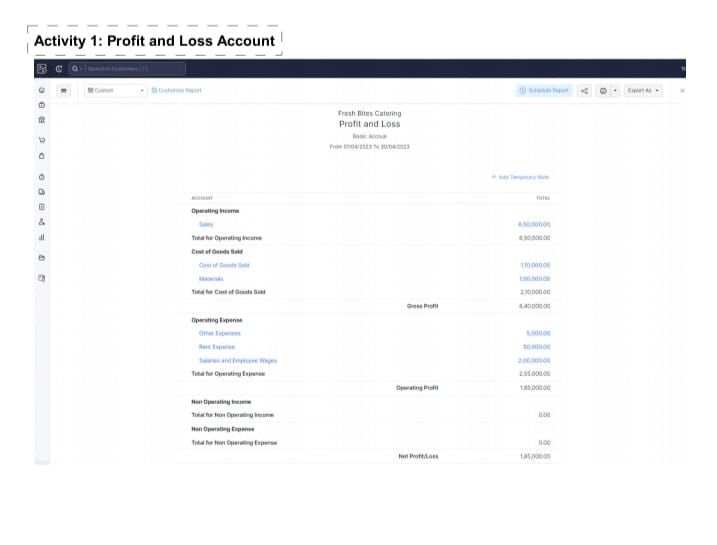 Activity 1: Profit and Loss Account
Search in Customers ( / )
Custom
Customize Report
Schedule Report
Export As
Fresh Bites Catering
Profit and Loss
Basis: Accrual
From 01/04/2023 To 30/04/2023
+ Add Temporary Note
ACCOUNT TOTAL
Operating Income
Sales 6,50,000.00
Total for Operating Income 6,50,000.00
Cost of Goods Sold
Cost of Goods Sold 1,10,000.00
Materials 1,00,000.00
Total for Cost of Goods Sold 2,10,000.00
Gross Profit 4,40,000.00
Operating Expense
Other Expenses 5,000.00
Rent Expense 50,000.00
Salaries and Employee Wages 2,00,000.00
Total for Operating Expense 2,55,000.00
Operating Profit 1,85,000.00
Non Operating Income
Total for Non Operating Income 0.00
Non Operating Expense
Total for Non Operating Expense 0.00
Net Profit/Loss 1,85,000.00